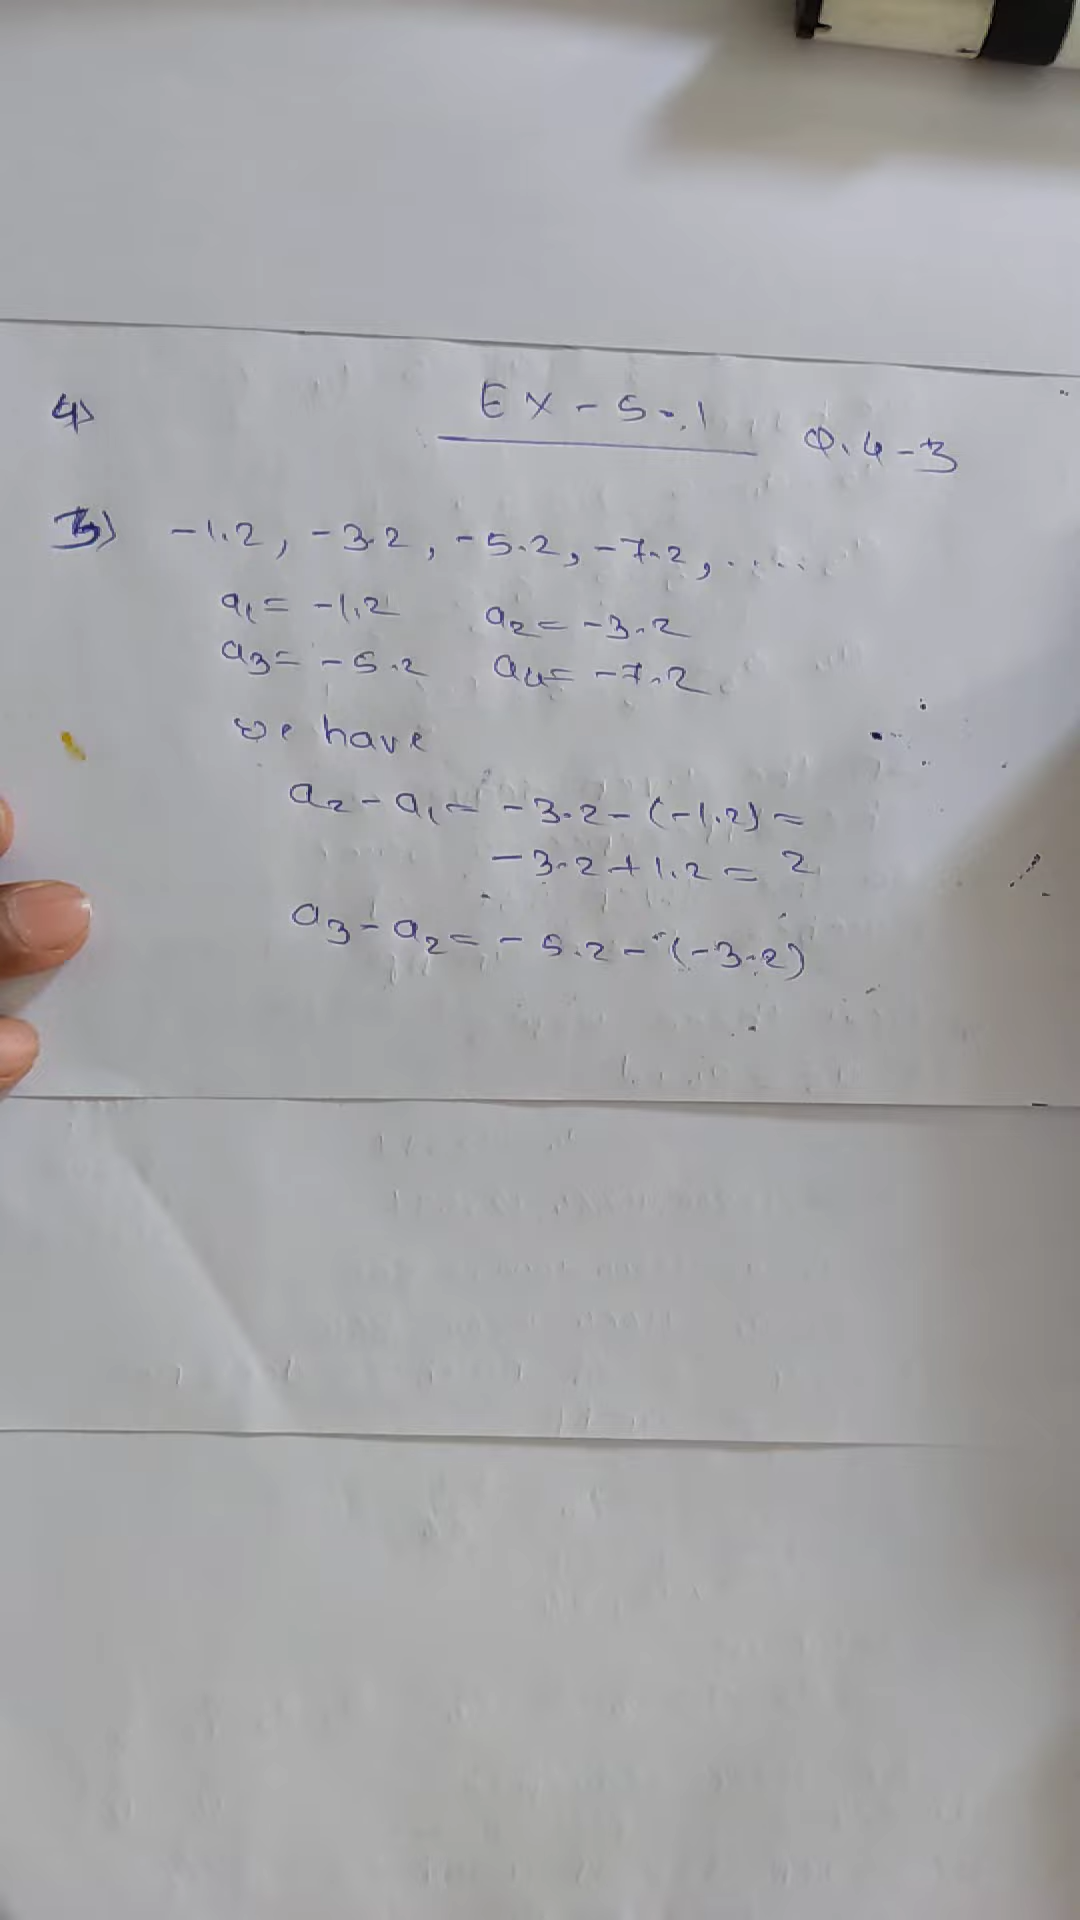 4)
EX - 5.1
Q.4-3
3) -1.2, -3.2, -5.2, -7.2, .....
a1 = -1.2 a2 = -3.2
a3 = -5.2 a4 = -7.2
we have
a2 - a1 = -3.2 - (-1.2) =
-3.2 + 1.2 = 2
a3 - a2 = -5.2 - (-3.2)